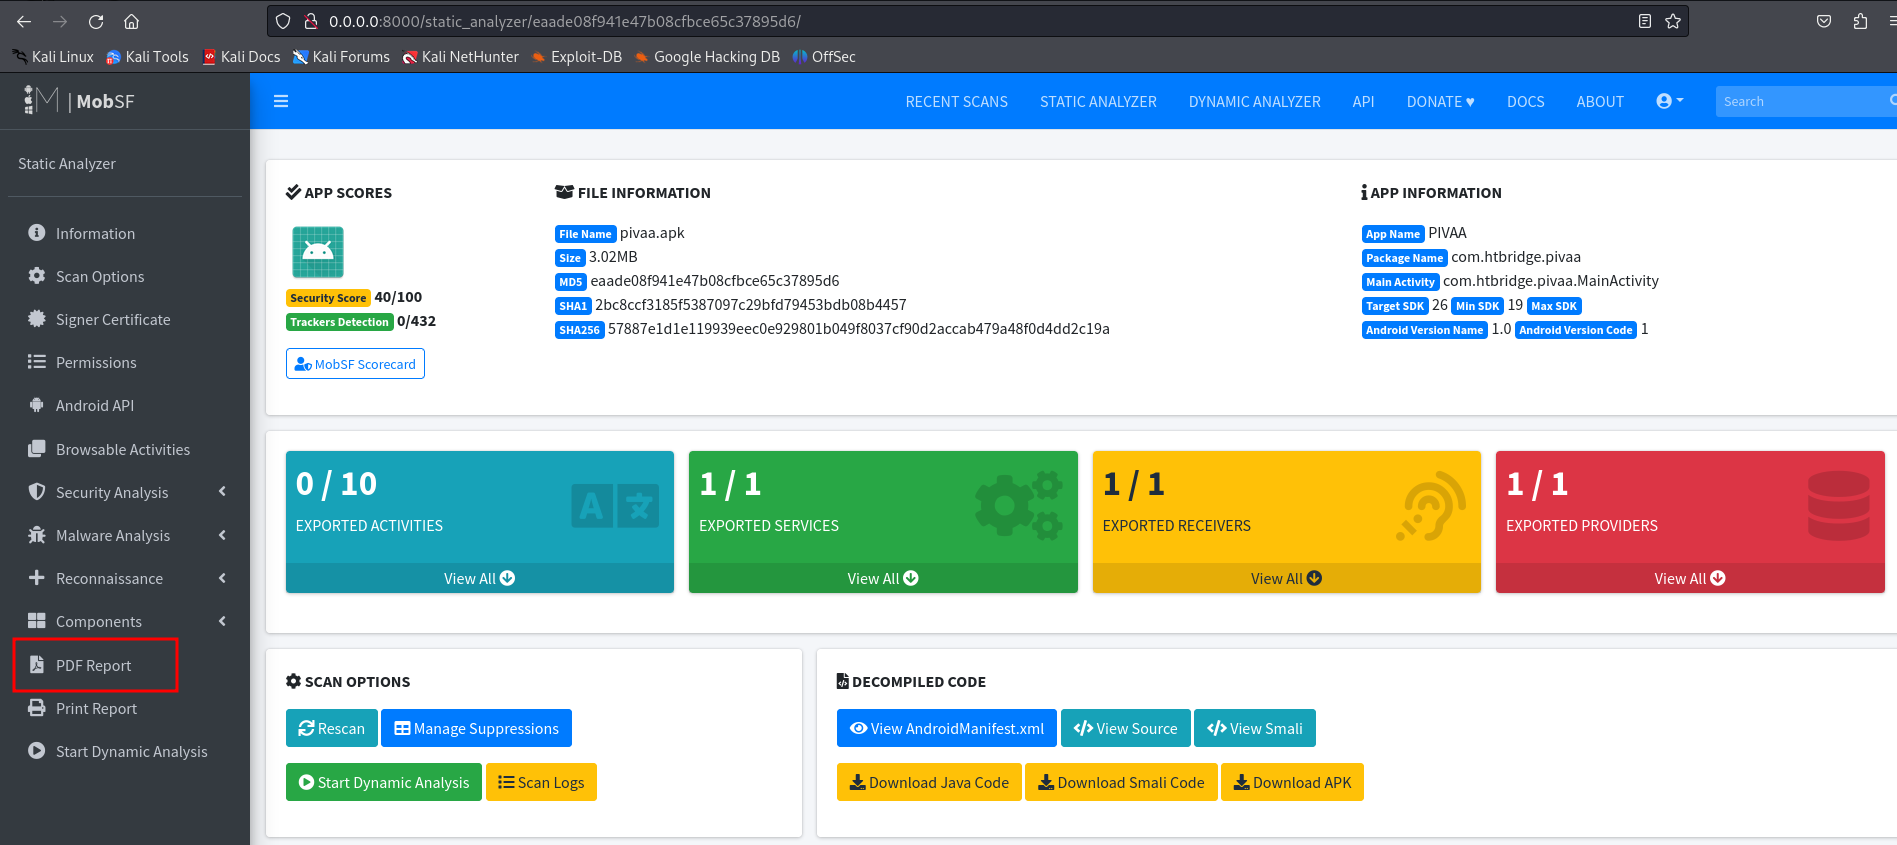 0.0.0.0:8000/static_analyzer/eaade08f941e47b08cfbce65c37895d6/
Kali Linux Kali Tools Kali Docs Kali Forums Kali NetHunter Exploit-DB Google Hacking DB OffSec
M | MobSF
RECENT SCANS STATIC ANALYZER DYNAMIC ANALYZER API DONATE ♥ DOCS ABOUT Search
Static Analyzer
Information
Scan Options
Signer Certificate
Permissions
Android API
Browsable Activities
Security Analysis
Malware Analysis
Reconnaissance
Components
PDF Report
Print Report
Start Dynamic Analysis
APP SCORES
Security Score 40/100
Trackers Detection 0/432
MobSF Scorecard
FILE INFORMATION
File Name pivaa.apk
Size 3.02MB
MD5 eaade08f941e47b08cfbce65c37895d6
SHA1 2bc8ccf3185f5387097c29bfd79453bdb08b4457
SHA256 57887e1d1e119939eec0e929801b049f8037cf90d2accab479a48f0d4dd2c19a
APP INFORMATION
App Name PIVAA
Package Name com.htbridge.pivaa
Main Activity com.htbridge.pivaa.MainActivity
Target SDK 26 Min SDK 19 Max SDK
Android Version Name 1.0 Android Version Code 1
0 / 10
EXPORTED ACTIVITIES
View All
1 / 1
EXPORTED SERVICES
View All
1 / 1
EXPORTED RECEIVERS
View All
1 / 1
EXPORTED PROVIDERS
View All
SCAN OPTIONS
Rescan Manage Suppressions
Start Dynamic Analysis Scan Logs
DECOMPILED CODE
View AndroidManifest.xml View Source View Smali
Download Java Code Download Smali Code Download APK